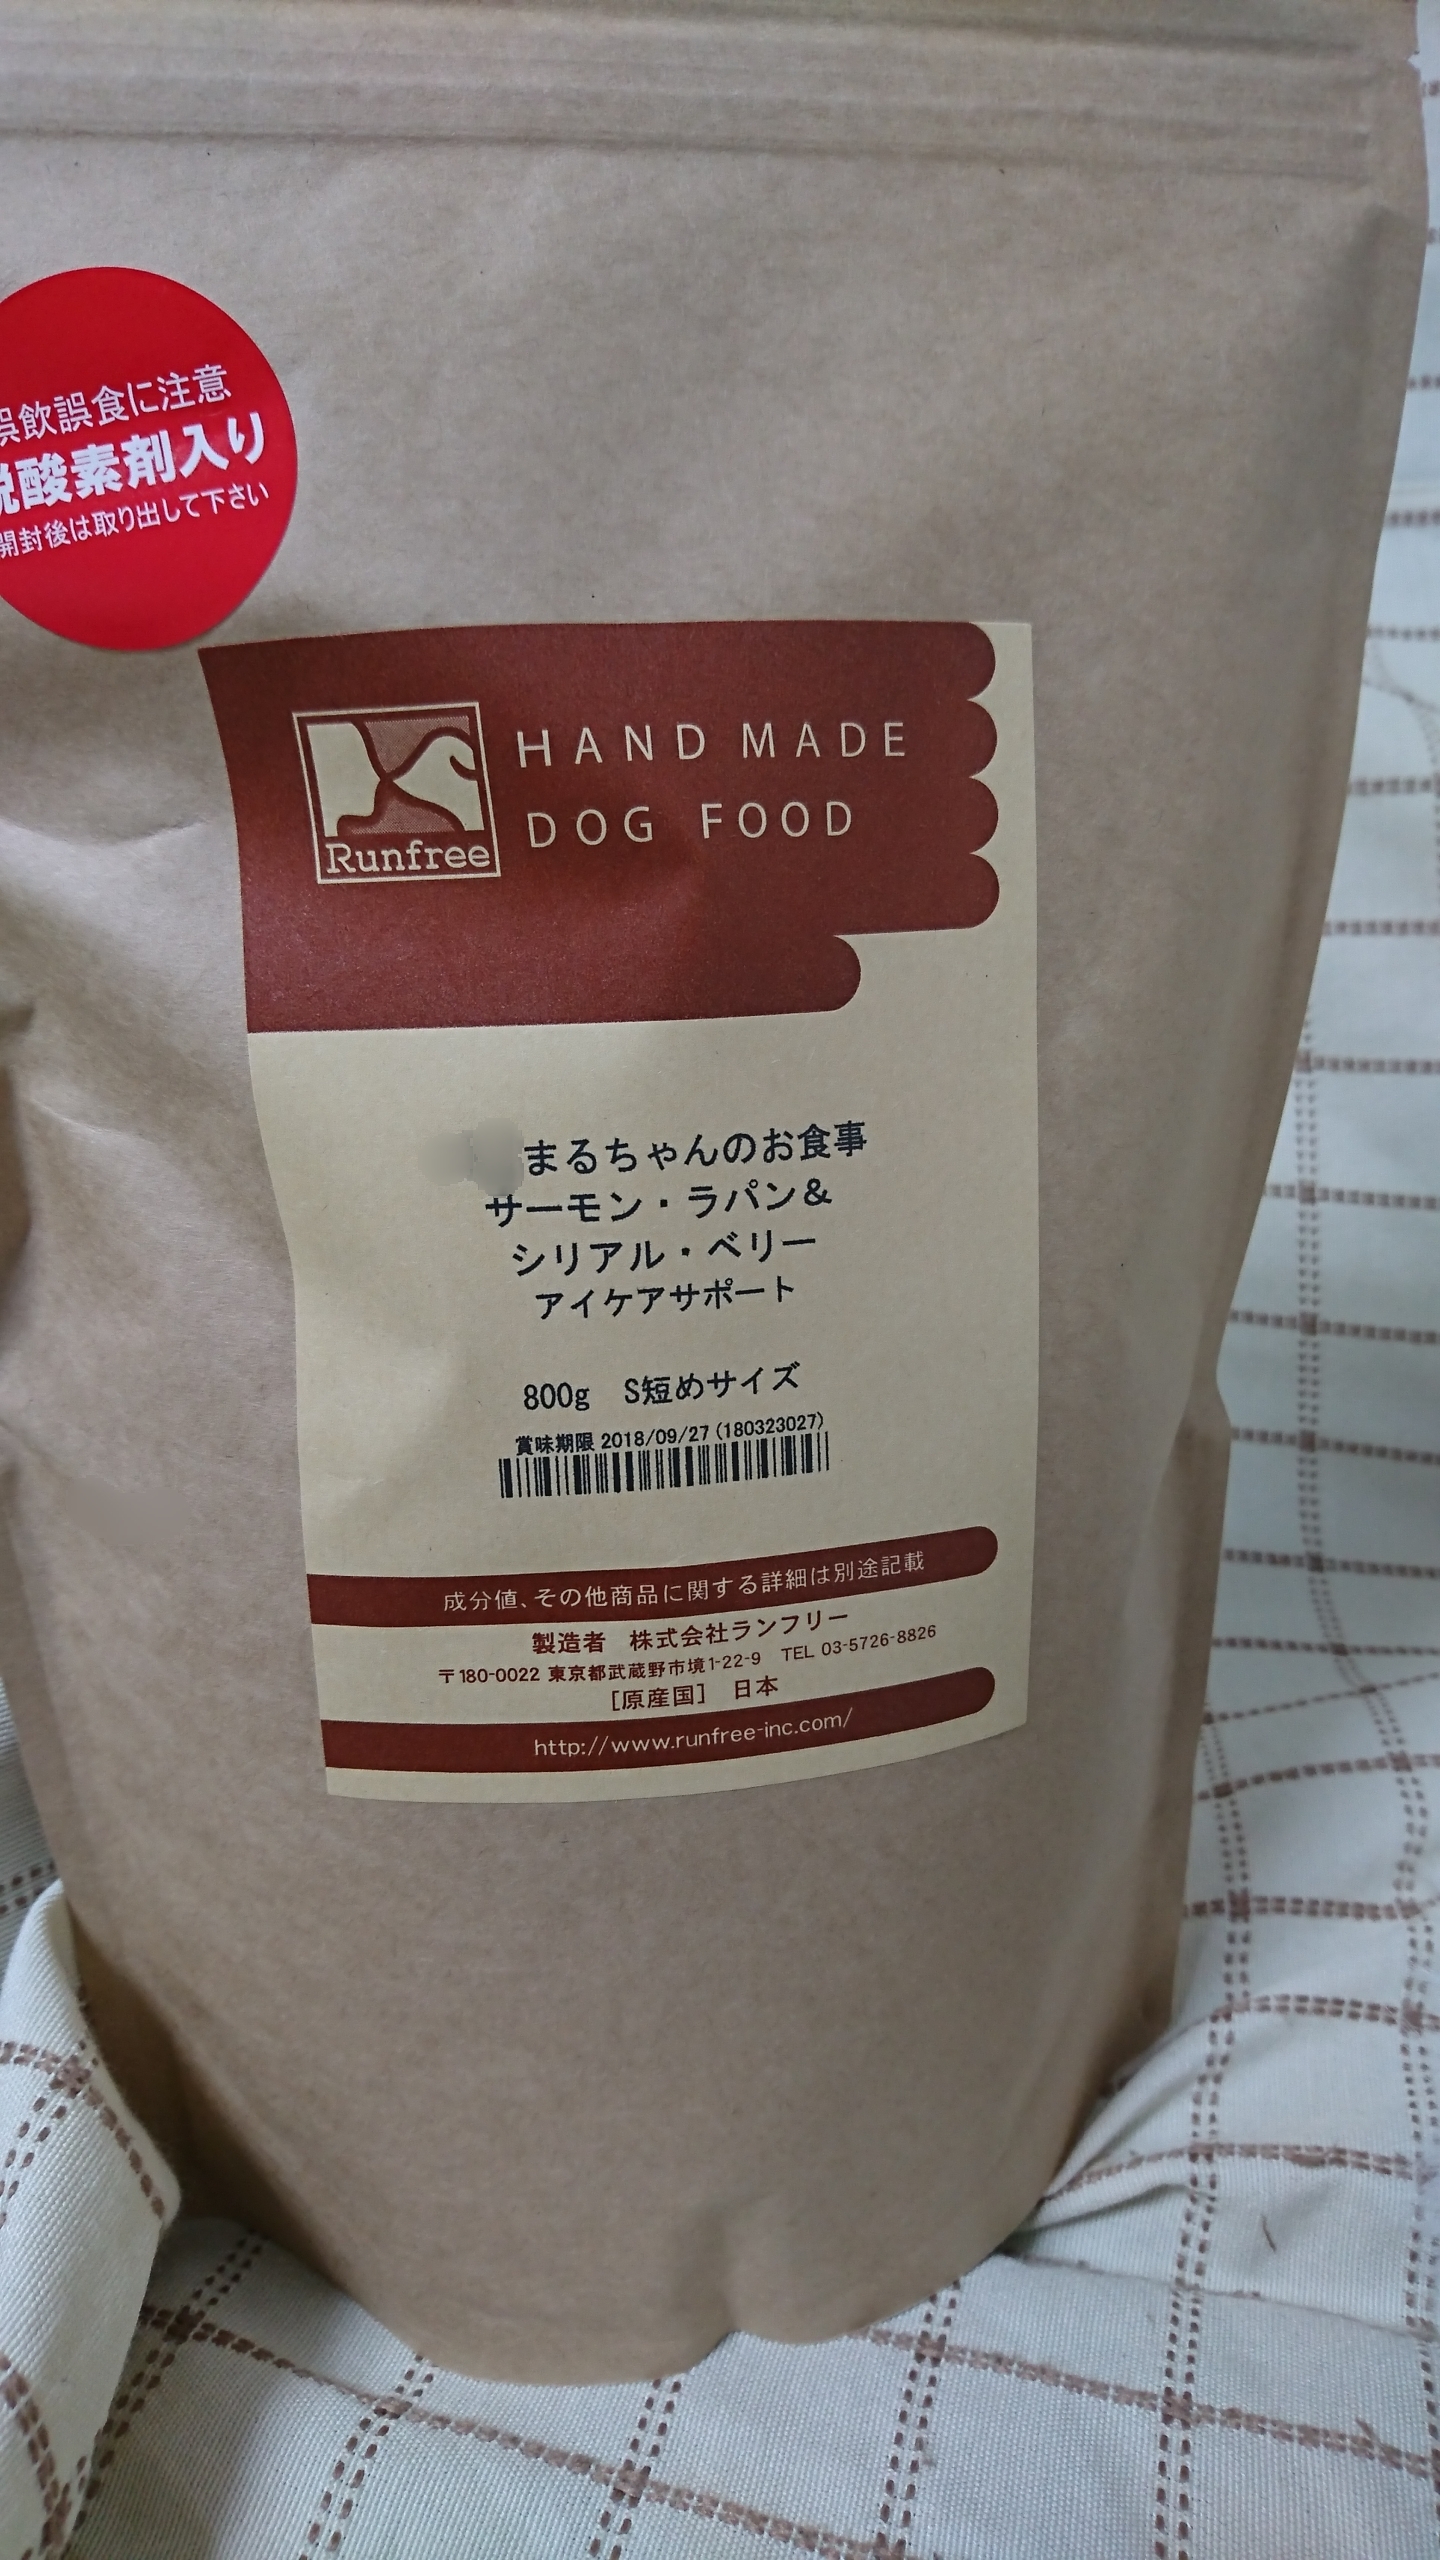 誤飲誤食に注意
脱酸素剤入り
開封後は取り出して下さい
HAND MADE
DOG FOOD
Runfree
まるちゃんのお食事
サーモン・ラパン＆
シリアル・ベリー
アイケアサポート
800g　S短めサイズ
賞味期限 2018/09/27 (180323027)
成分値、その他商品に関する詳細は別途記載
製造者　株式会社ランフリー
〒180-0022 東京都武蔵野市境1-22-9　TEL 03-5726-8826
［原産国］　日本
http://www.runfree-inc.com/